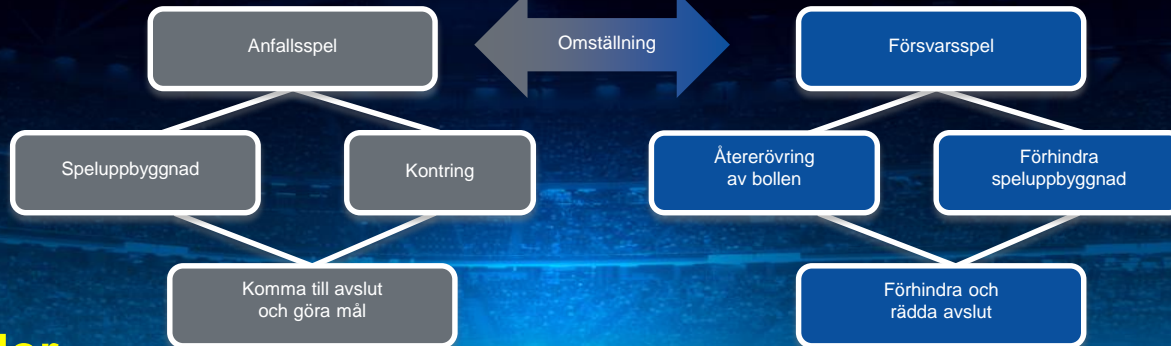 Anfallsspel
Omställning
Försvarsspel
Speluppbyggnad
Kontring
Återerövring
av bollen
Förhindra
speluppbyggnad
Komma till avslut
och göra mål
Förhindra och
rädda avslut